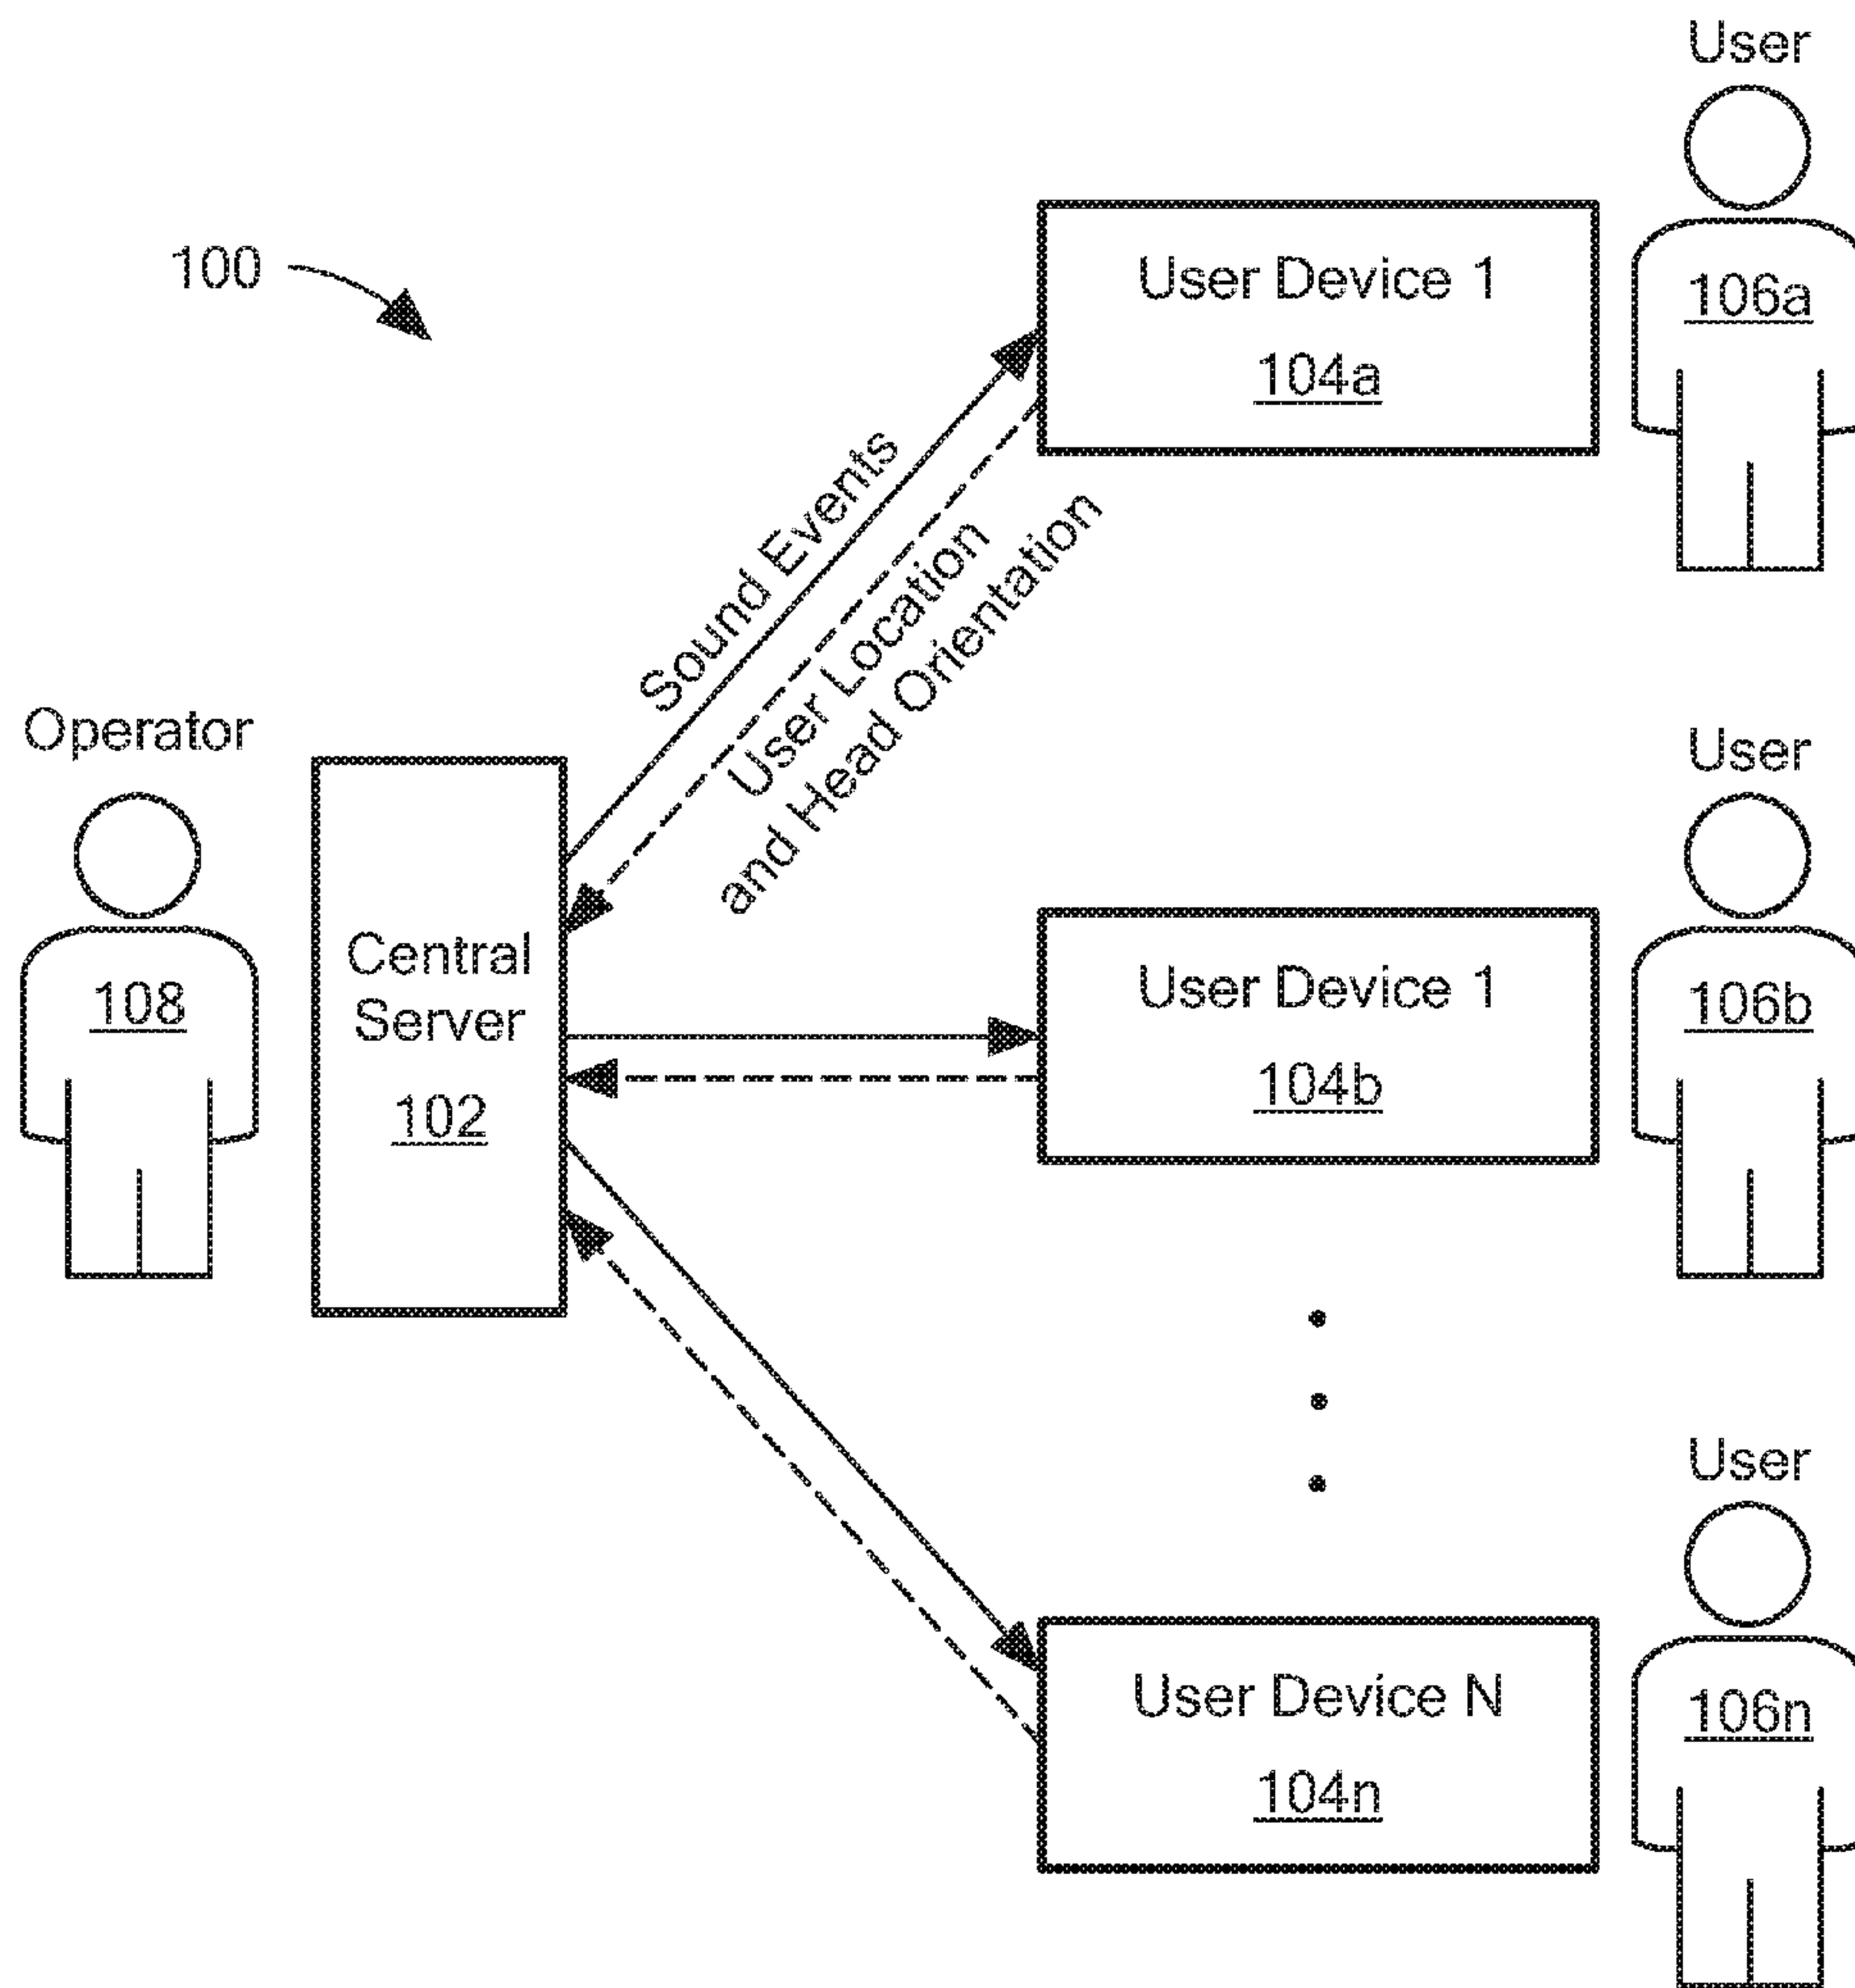 User
100
User Device 1
104a
106a
Sound Events
User Location
and Head Orientation
Operator
108
Central
Server
102
User
User Device 1
104b
106b
User
User Device N
104n
106n